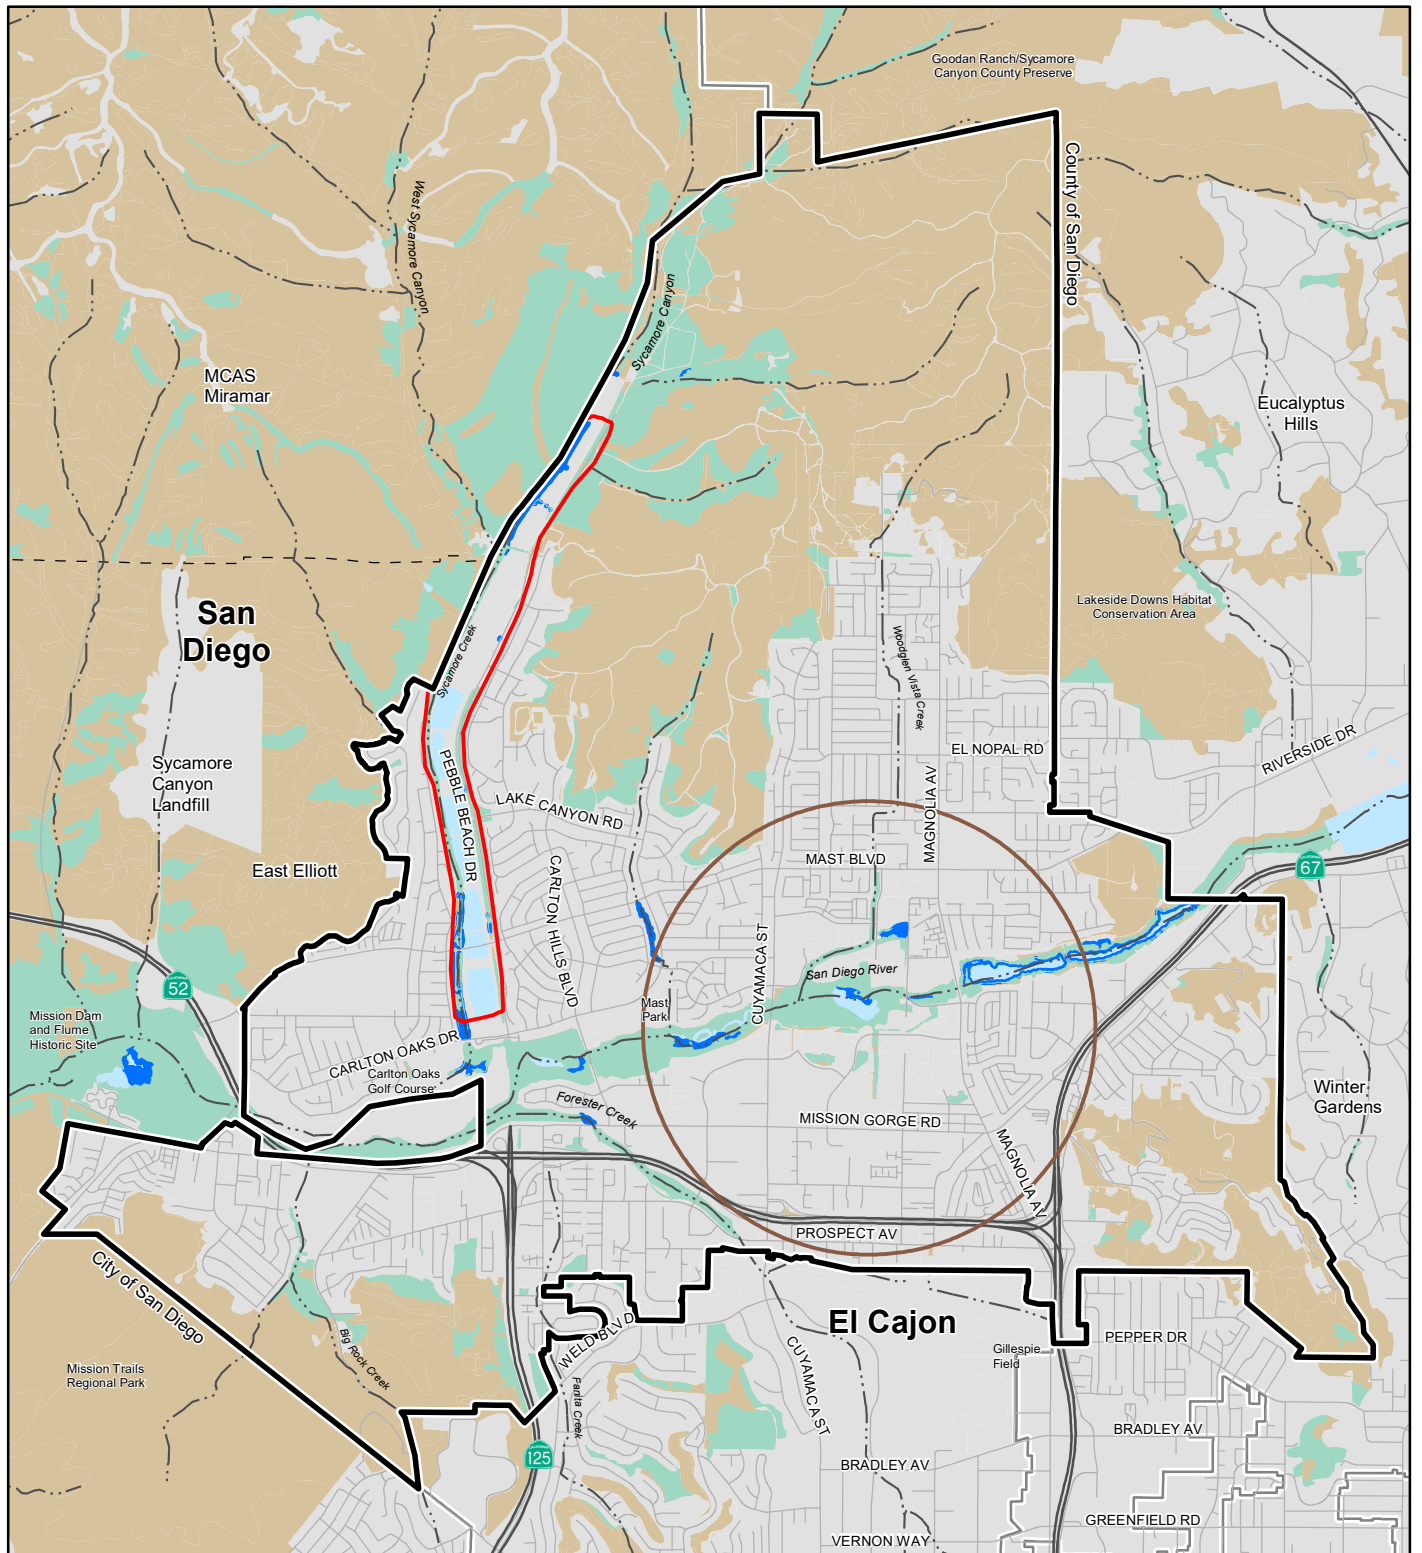 Goodan Ranch/Sycamore
Canyon County Preserve
County of San Diego
West Sycamore Canyon
Sycamore Canyon
MCAS
Miramar
Eucalyptus
Hills
San
Diego
Lakeside Downs Habitat
Conservation Area
Sycamore Creek
Woodglen Vista Creek
EL NOPAL RD
RIVERSIDE DR
Sycamore
Canyon
Landfill
PEBBLE BEACH DR
LAKE CANYON RD
MAGNOLIA AV
MAST BLVD
CALIFORNIA
67
East Elliott
CARLTON HILLS BLVD
CUYAMACA ST
San Diego River
CALIFORNIA
52
Mast
Park
Mission Dam
and Flume
Historic Site
CARLTON OAKS DR
Carlton Oaks
Golf Course
Forester Creek
MISSION GORGE RD
Winter
Gardens
MAGNOLIA AV
PROSPECT AV
City of San Diego
El Cajon
WELD BLVD
PEPPER DR
Gillespie
Field
Big Rock Creek
CUYAMACA ST
Mission Trails
Regional Park
Fanita Creek
BRADLEY AV
CALIFORNIA
125
BRADLEY AV
GREENFIELD RD
VERNON WAY